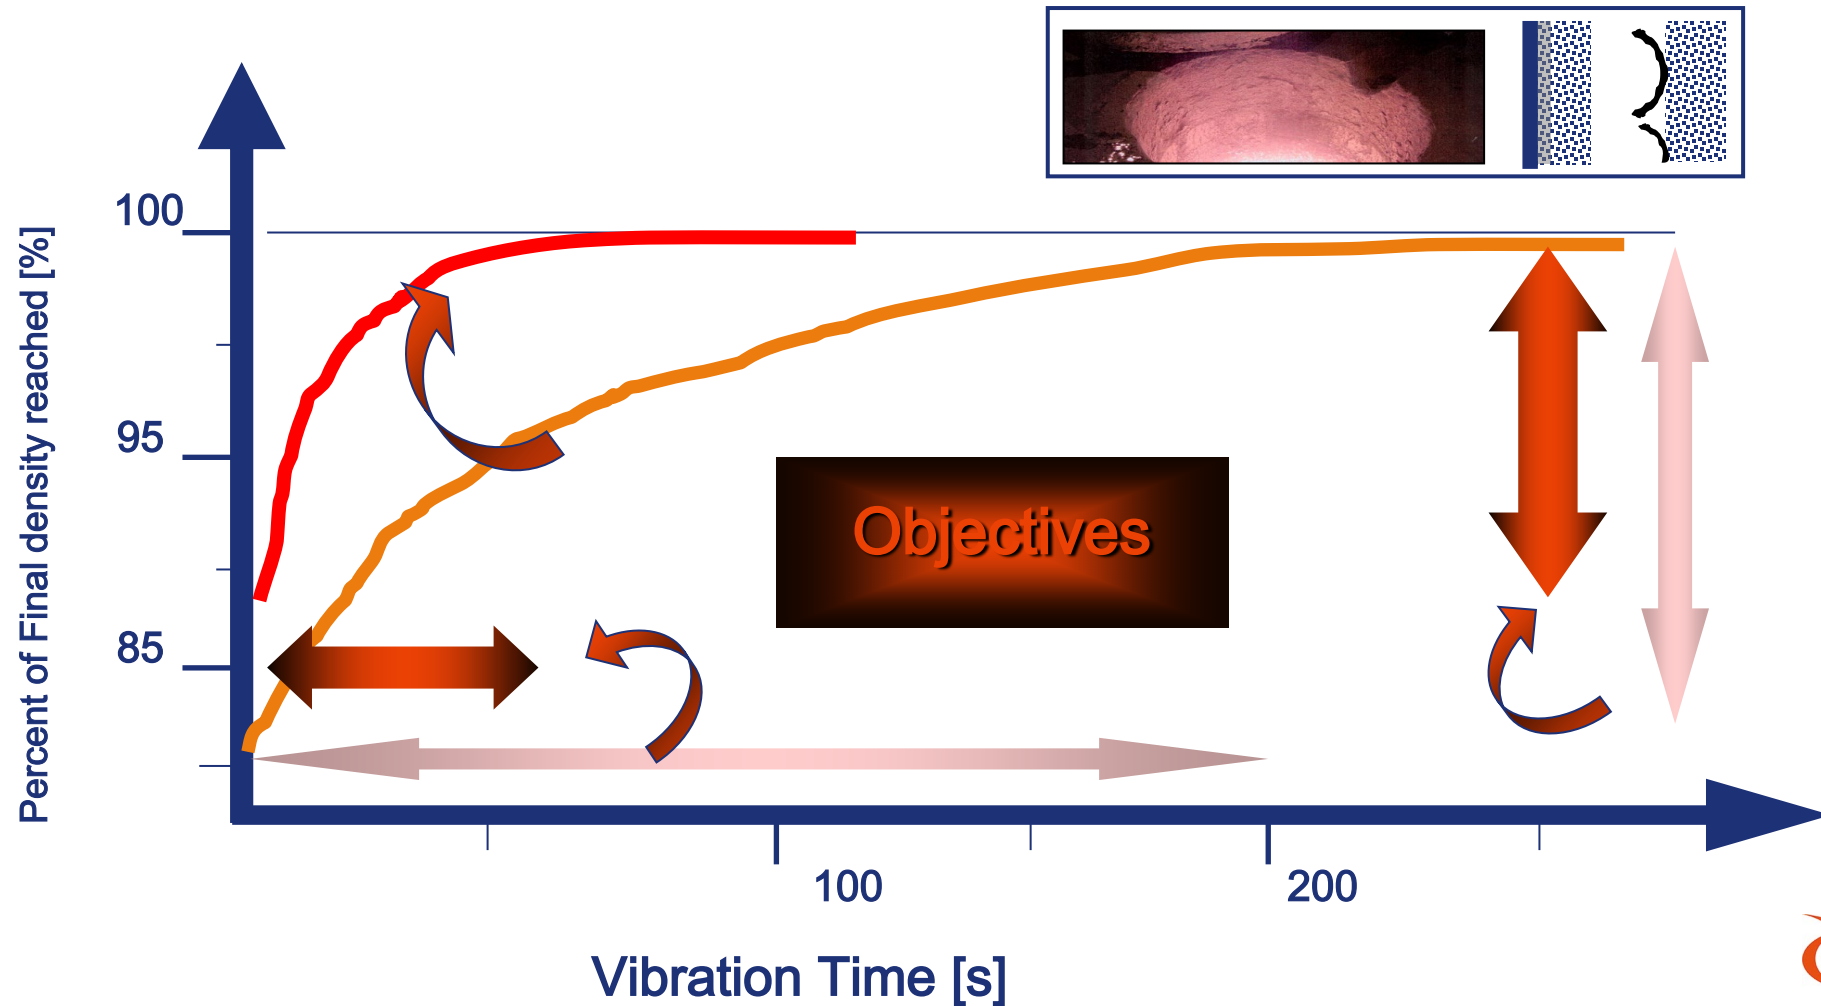 Percent of Final density reached [%]
100
95
85
Objectives
100
200
Vibration Time [s]